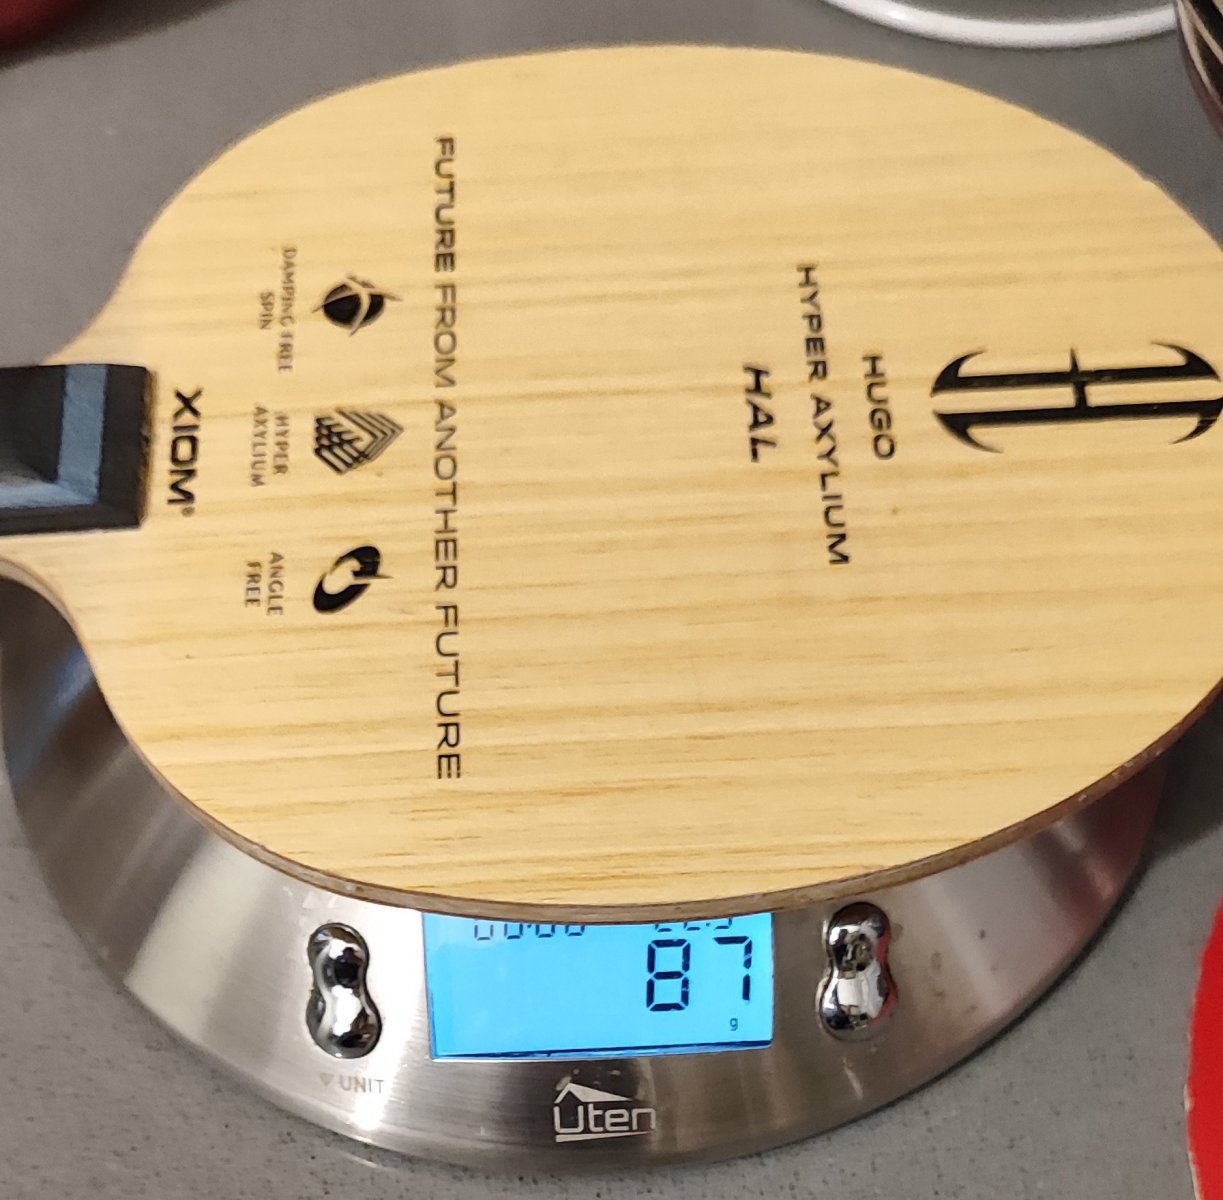 HUGO
HYPER AXYLIUM
HAL
FUTURE FROM ANOTHER FUTURE
DAMPING FREE
SPIN
HYPER
AXYLIUM
ANGLE
FREE
XIOM®
87
g
UNIT
Uten